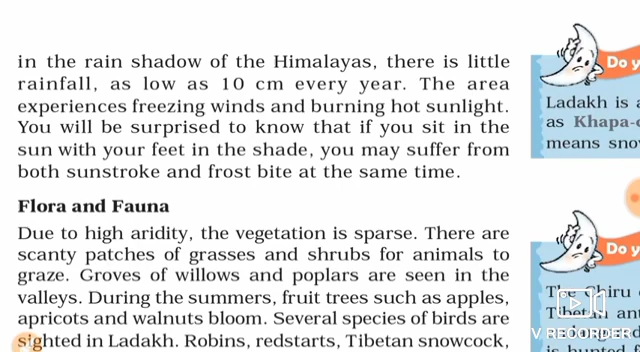 in the rain shadow of the Himalayas, there is little
rainfall, as low as 10 cm every year. The area
experiences freezing winds and burning hot sunlight.
You will be surprised to know that if you sit in the
sun with your feet in the shade, you may suffer from
both sunstroke and frost bite at the same time.
Flora and Fauna
Due to high aridity, the vegetation is sparse. There are
scanty patches of grasses and shrubs for animals to
graze. Groves of willows and poplars are seen in the
valleys. During the summers, fruit trees such as apples,
apricots and walnuts bloom. Several species of birds are
sighted in Ladakh. Robins, redstarts, Tibetan snowcock,
Do y
Ladakh is a
as Khapa-c
means snow
Do y
The Chiru
Tibetan ant
is hunted f
V RECORDER